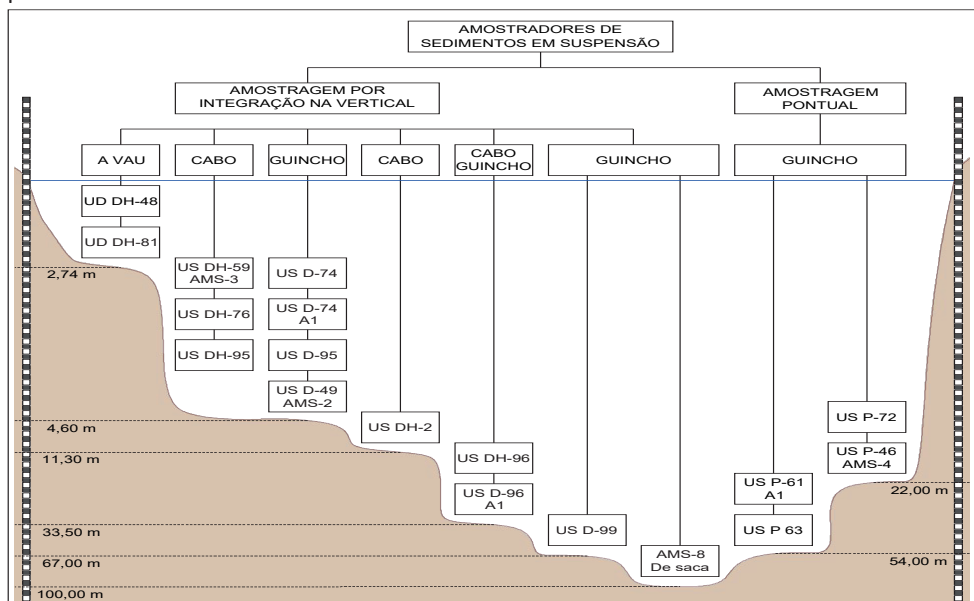 AMOSTRADORES DE
SEDIMENTOS EM SUSPENSÃO
AMOSTRAGEM POR
INTEGRAÇÃO NA VERTICAL
AMOSTRAGEM
PONTUAL
A VAU
CABO
GUINCHO
CABO
CABO
GUINCHO
GUINCHO
GUINCHO
UD DH-48
UD DH-81
2,74 m
US DH-59
AMS-3
US DH-76
US DH-95
US D-74
US D-74
A1
US D-95
US D-49
AMS-2
4,60 m
US DH-2
11,30 m
US DH-96
US D-96
A1
33,50 m
US D-99
67,00 m
AMS-8
De saca
100,00 m
US P-61
A1
US P 63
54,00 m
US P-72
US P-46
AMS-4
22,00 m